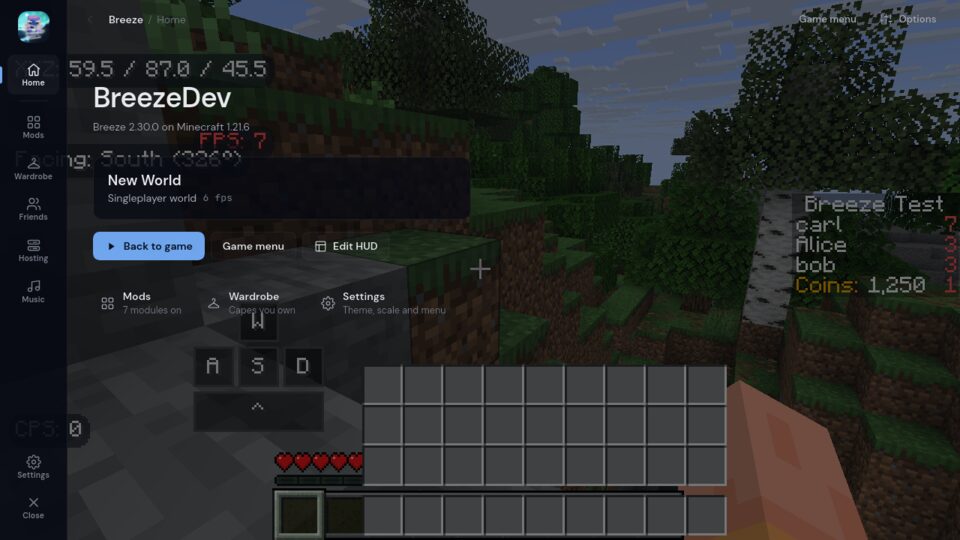 Breeze / Home
Game menu
Options
59.5 / 87.0 / 45.5
Home
BreezeDev
Breeze 2.30.0 on Minecraft 1.21.6
FPS: 7
Mods
Facing: South (326°)
Wardrobe
New World
Singleplayer world 6 fps
Friends
Breeze Test
carl 7
Alice 3
bob 3
Coins: 1,250 1
Back to game
Game menu
Edit HUD
Hosting
Music
Mods
7 modules on
Wardrobe
Capes you own
Settings
Theme, scale and menu
W
A S D
^
CPS: 0
Settings
Close